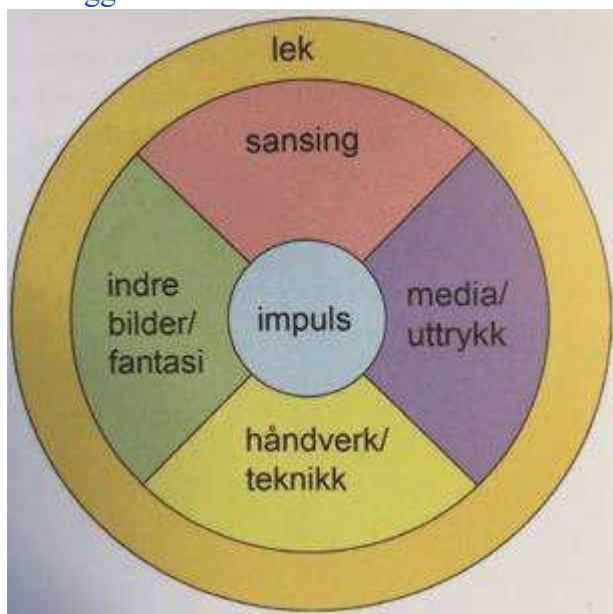 lek
sansing
indre
bilder/
fantasi
impuls
media/
uttrykk
håndverk/
teknikk